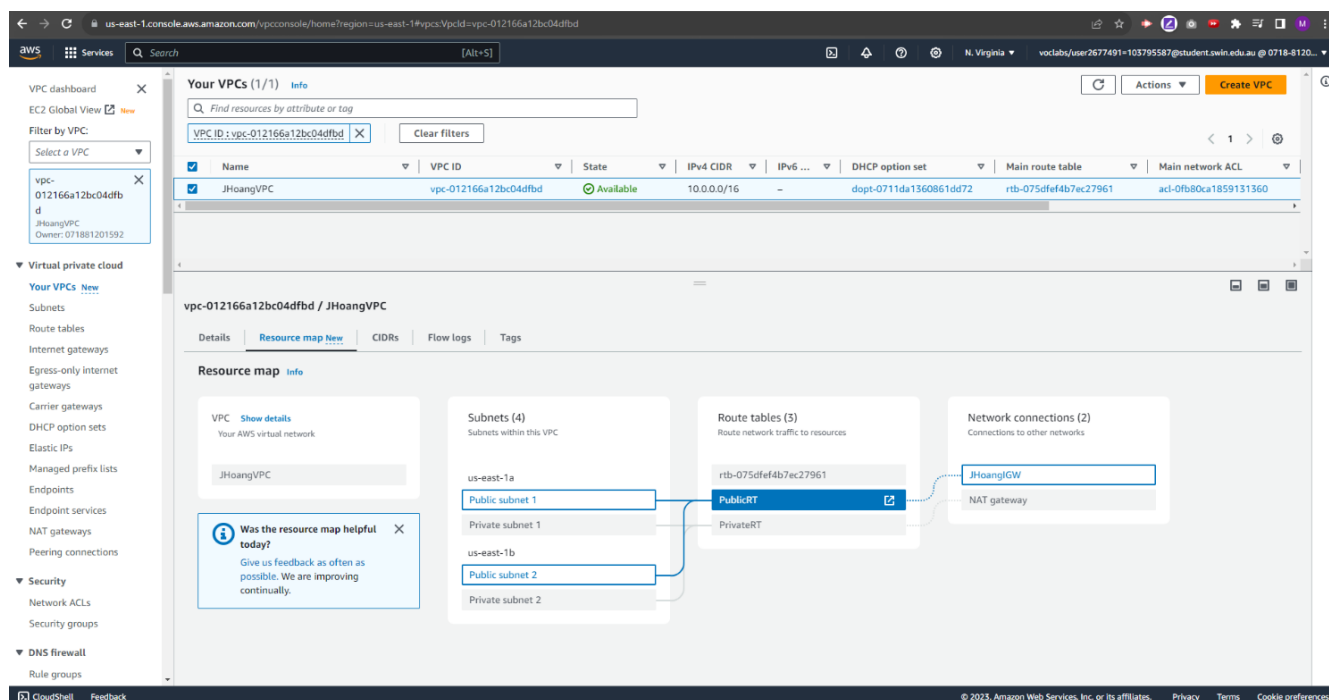 us-east-1.console.aws.amazon.com/vpcconsole/home?region=us-east-1#vpcs:VpcId=vpc-012166a12bc04dfbd
aws Services Search [Alt+S] N. Virginia voclabs/user2677491=103795587@student.swin.edu.au @ 0718-8120...
VPC dashboard
EC2 Global View New
Filter by VPC:
Select a VPC
vpc-
012166a12bc04dfb
d
JHoangVPC
Owner: 071881201592
Virtual private cloud
Your VPCs New
Subnets
Route tables
Internet gateways
Egress-only internet
gateways
Carrier gateways
DHCP option sets
Elastic IPs
Managed prefix lists
Endpoints
Endpoint services
NAT gateways
Peering connections
Security
Network ACLs
Security groups
DNS firewall
Rule groups
Your VPCs (1/1) Info
Actions
Create VPC
Find resources by attribute or tag
VPC ID : vpc-012166a12bc04dfbd
Clear filters
1
Name VPC ID State IPv4 CIDR IPv6 ... DHCP option set Main route table Main network ACL
JHoangVPC vpc-012166a12bc04dfbd Available 10.0.0.0/16 – dopt-0711da1360861dd72 rtb-075dfef4b7ec27961 acl-0fb80ca1859131360
vpc-012166a12bc04dfbd / JHoangVPC
Details Resource map New CIDRs Flow logs Tags
Resource map Info
VPC Show details
Your AWS virtual network
JHoangVPC
Was the resource map helpful
today?
Give us feedback as often as
possible. We are improving
continually.
Subnets (4)
Subnets within this VPC
us-east-1a
Public subnet 1
Private subnet 1
us-east-1b
Public subnet 2
Private subnet 2
Route tables (3)
Route network traffic to resources
rtb-075dfef4b7ec27961
PublicRT
PrivateRT
Network connections (2)
Connections to other networks
JHoangIGW
NAT gateway
CloudShell Feedback © 2023, Amazon Web Services, Inc. or its affiliates. Privacy Terms Cookie preferences